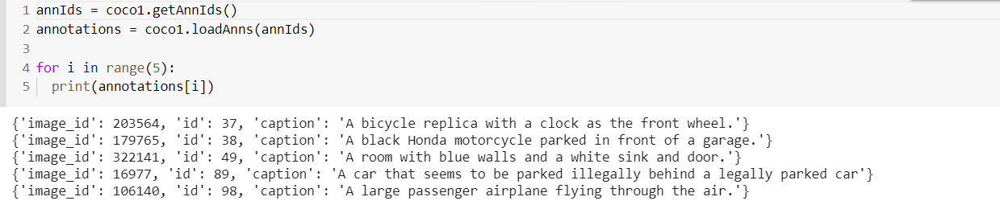 1 annIds = coco1.getAnnIds()
2 annotations = coco1.loadAnns(annIds)
3
4 for i in range(5):
5   print(annotations[i])
{'image_id': 203564, 'id': 37, 'caption': 'A bicycle replica with a clock as the front wheel.'}
{'image_id': 179765, 'id': 38, 'caption': 'A black Honda motorcycle parked in front of a garage.'}
{'image_id': 322141, 'id': 49, 'caption': 'A room with blue walls and a white sink and door.'}
{'image_id': 16977, 'id': 89, 'caption': 'A car that seems to be parked illegally behind a legally parked car'}
{'image_id': 106140, 'id': 98, 'caption': 'A large passenger airplane flying through the air.'}